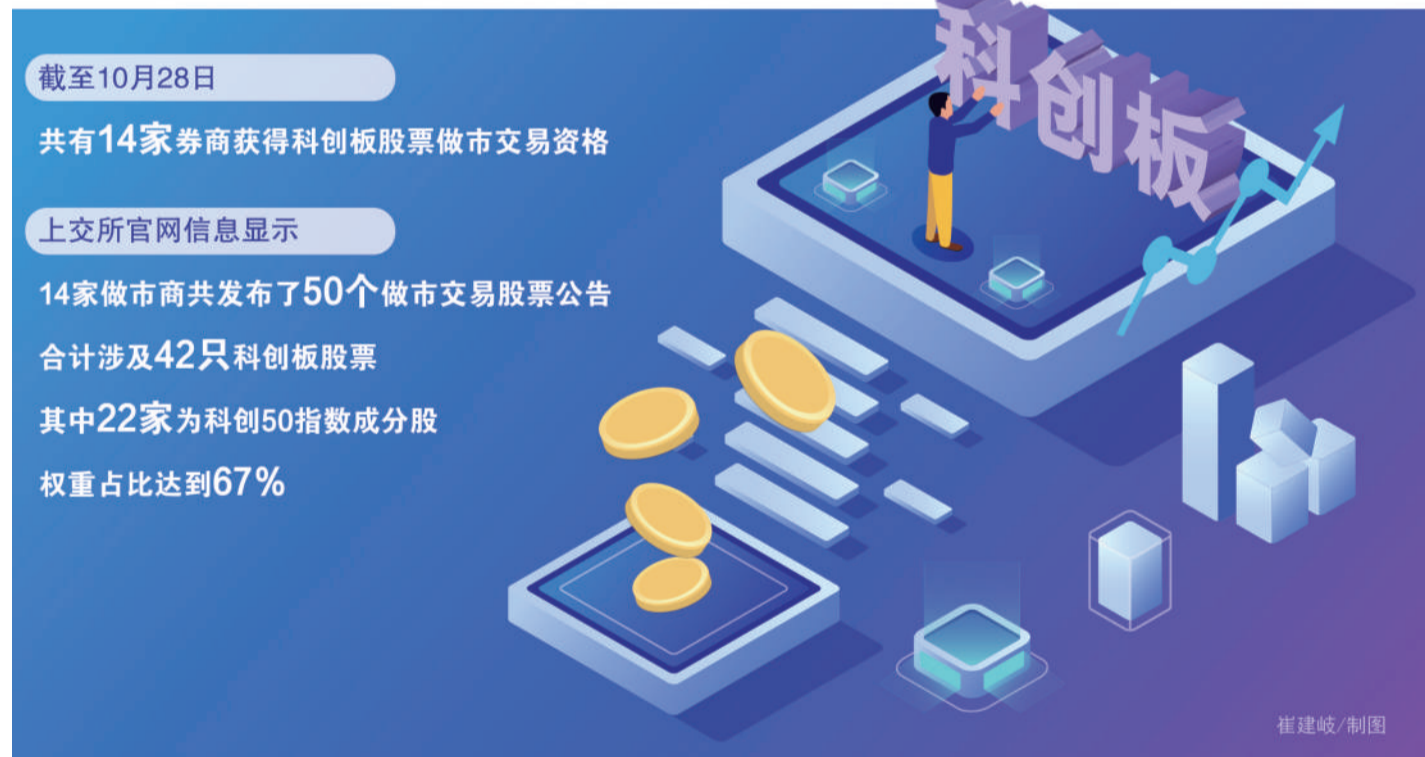 科创板
截至10月28日
共有14家券商获得科创板股票做市交易资格
上交所官网信息显示
14家做市商共发布了50个做市交易股票公告
合计涉及42只科创板股票
其中22家为科创50指数成分股
权重占比达到67%
崔建岐/制图